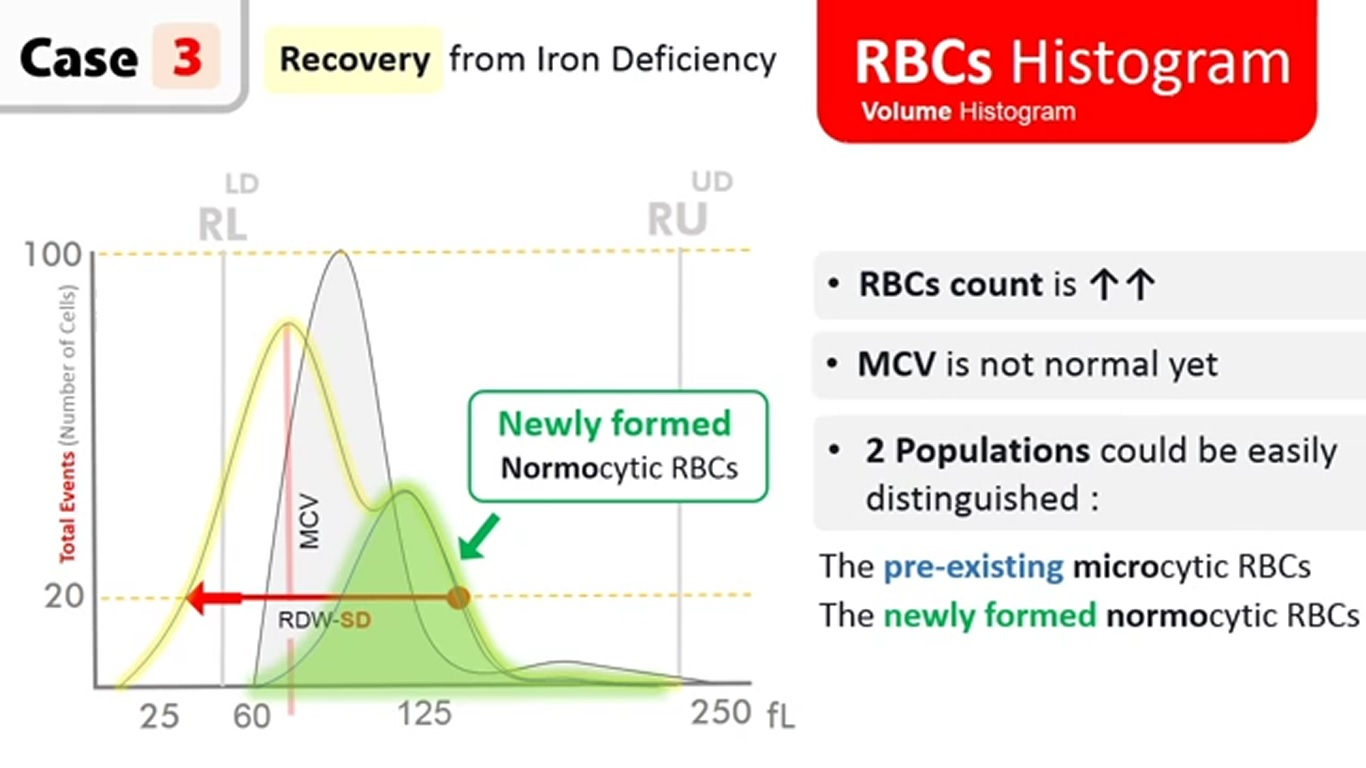 Case 3
Recovery from Iron Deficiency
RBCs Histogram
Volume Histogram
LD
RL
UD
RU
100
Total Events (Number of Cells)
Newly formed
Normocytic RBCs
MCV
20
RDW-SD
25 60 125 250 fL
• RBCs count is ↑↑
• MCV is not normal yet
• 2 Populations could be easily
distinguished :
The pre-existing microcytic RBCs
The newly formed normocytic RBCs